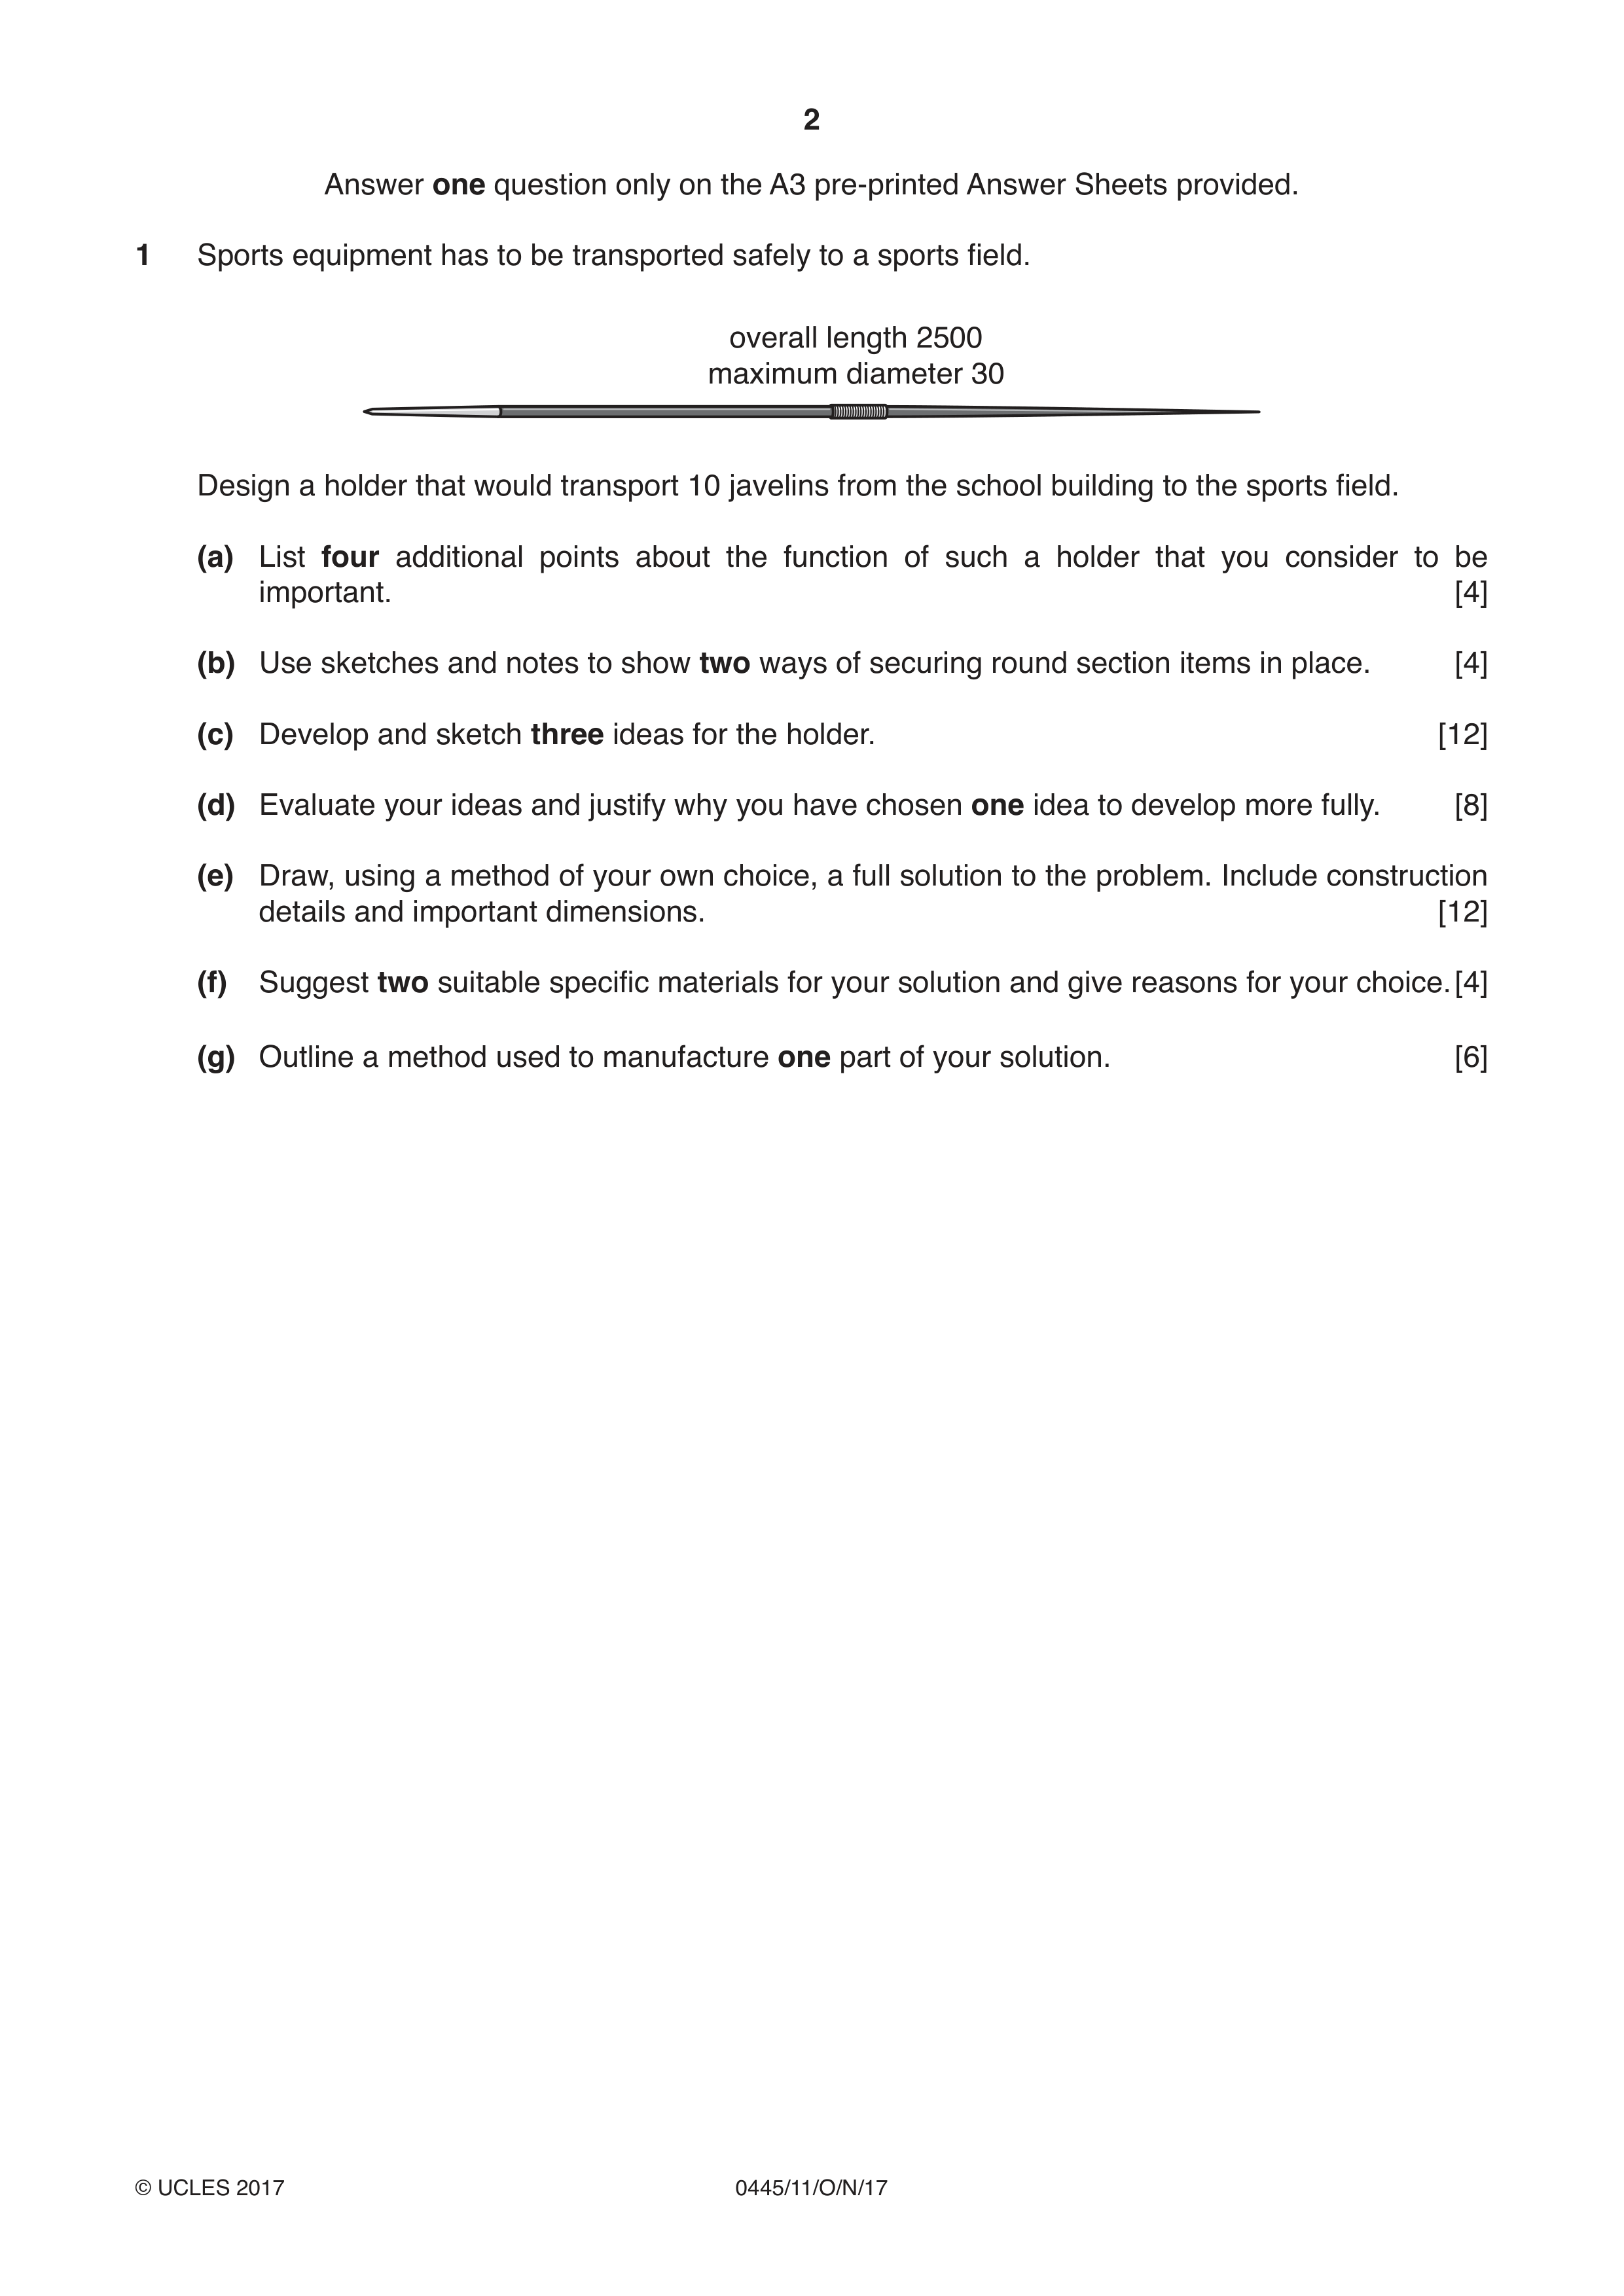 2
Answer one question only on the A3 pre-printed Answer Sheets provided.
1 Sports equipment has to be transported safely to a sports field.
overall length 2500
maximum diameter 30
Design a holder that would transport 10 javelins from the school building to the sports field.
(a) List four additional points about the function of such a holder that you consider to be
important. [4]
(b) Use sketches and notes to show two ways of securing round section items in place. [4]
(c) Develop and sketch three ideas for the holder. [12]
(d) Evaluate your ideas and justify why you have chosen one idea to develop more fully. [8]
(e) Draw, using a method of your own choice, a full solution to the problem. Include construction
details and important dimensions. [12]
(f) Suggest two suitable specific materials for your solution and give reasons for your choice. [4]
(g) Outline a method used to manufacture one part of your solution. [6]
© UCLES 2017 0445/11/O/N/17